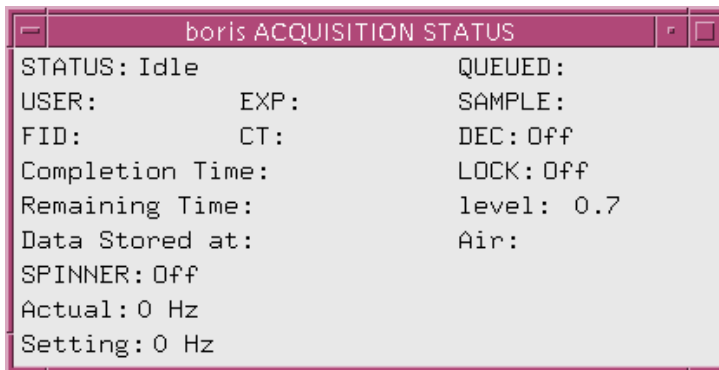 boris ACQUISITION STATUS
STATUS: Idle QUEUED:
USER: EXP: SAMPLE:
FID: CT: DEC: Off
Completion Time: LOCK: Off
Remaining Time: level: 0.7
Data Stored at: Air:
SPINNER: Off
Actual: 0 Hz
Setting: 0 Hz